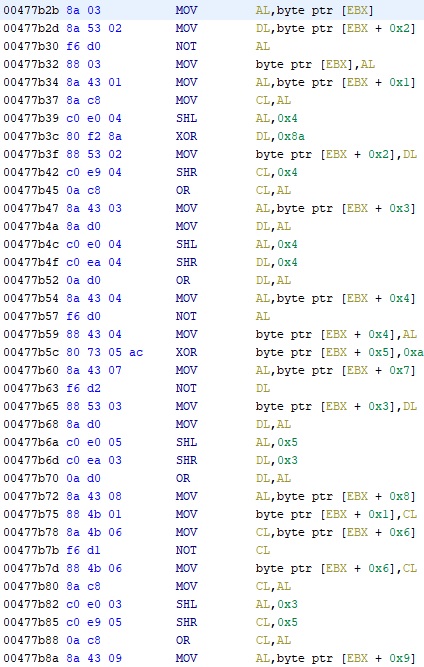 00477b2b 8a 03 MOV AL,byte ptr [EBX]
00477b2d 8a 53 02 MOV DL,byte ptr [EBX + 0x2]
00477b30 f6 d0 NOT AL
00477b32 88 03 MOV byte ptr [EBX],AL
00477b34 8a 43 01 MOV AL,byte ptr [EBX + 0x1]
00477b37 8a c8 MOV CL,AL
00477b39 c0 e0 04 SHL AL,0x4
00477b3c 80 f2 8a XOR DL,0x8a
00477b3f 88 53 02 MOV byte ptr [EBX + 0x2],DL
00477b42 c0 e9 04 SHR CL,0x4
00477b45 0a c8 OR CL,AL
00477b47 8a 43 03 MOV AL,byte ptr [EBX + 0x3]
00477b4a 8a d0 MOV DL,AL
00477b4c c0 e0 04 SHL AL,0x4
00477b4f c0 ea 04 SHR DL,0x4
00477b52 0a d0 OR DL,AL
00477b54 8a 43 04 MOV AL,byte ptr [EBX + 0x4]
00477b57 f6 d0 NOT AL
00477b59 88 43 04 MOV byte ptr [EBX + 0x4],AL
00477b5c 80 73 05 ac XOR byte ptr [EBX + 0x5],0xa
00477b60 8a 43 07 MOV AL,byte ptr [EBX + 0x7]
00477b63 f6 d2 NOT DL
00477b65 88 53 03 MOV byte ptr [EBX + 0x3],DL
00477b68 8a d0 MOV DL,AL
00477b6a c0 e0 05 SHL AL,0x5
00477b6d c0 ea 03 SHR DL,0x3
00477b70 0a d0 OR DL,AL
00477b72 8a 43 08 MOV AL,byte ptr [EBX + 0x8]
00477b75 88 4b 01 MOV byte ptr [EBX + 0x1],CL
00477b78 8a 4b 06 MOV CL,byte ptr [EBX + 0x6]
00477b7b f6 d1 NOT CL
00477b7d 88 4b 06 MOV byte ptr [EBX + 0x6],CL
00477b80 8a c8 MOV CL,AL
00477b82 c0 e0 03 SHL AL,0x3
00477b85 c0 e9 05 SHR CL,0x5
00477b88 0a c8 OR CL,AL
00477b8a 8a 43 09 MOV AL,byte ptr [EBX + 0x9]